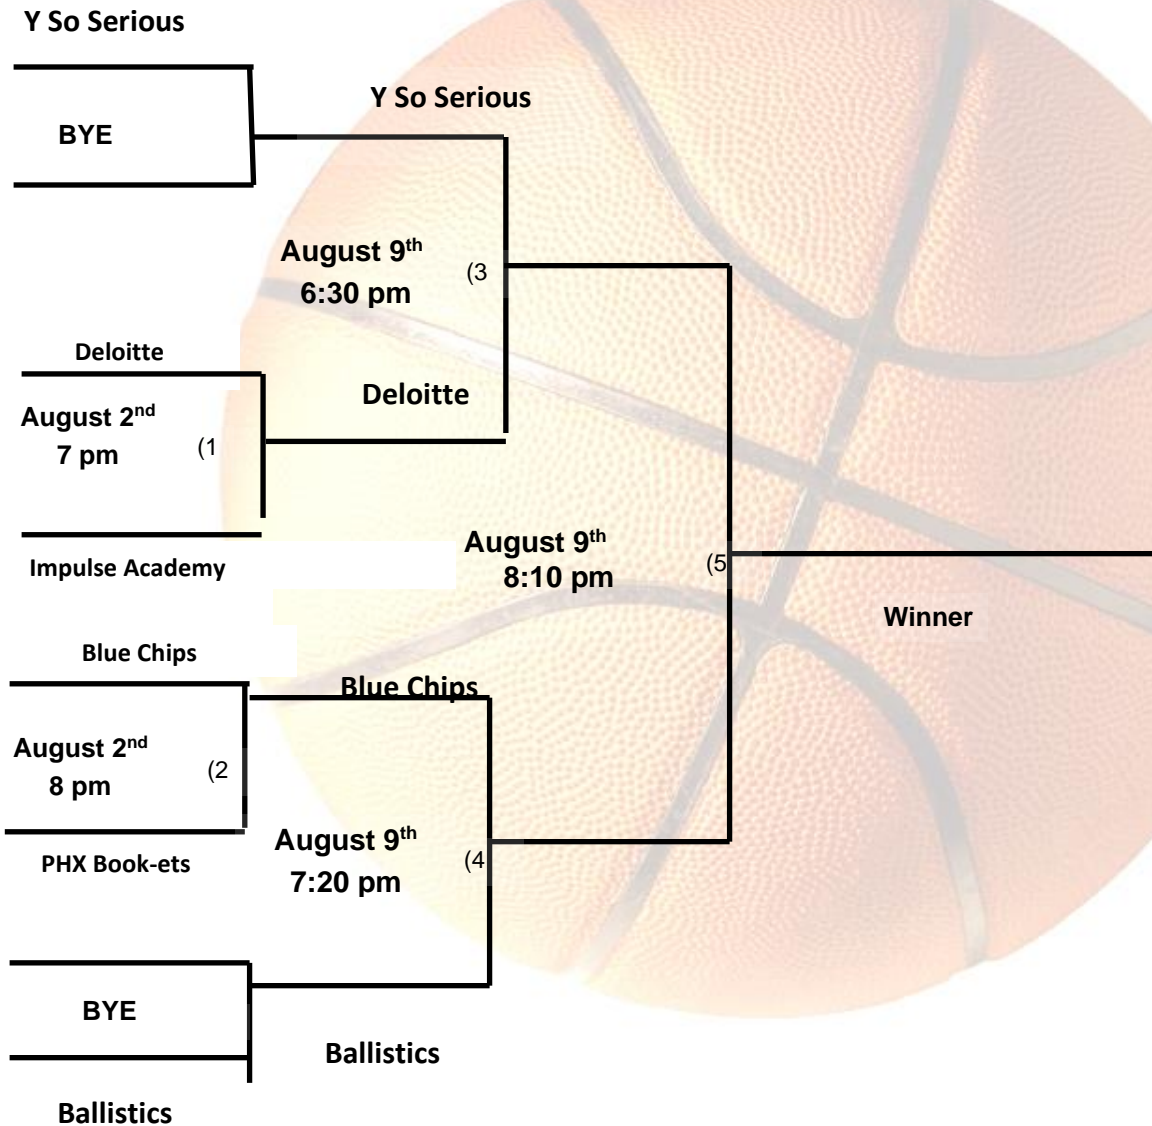 Y So Serious
BYE
Y So Serious
August 9th
6:30 pm
(3
Deloitte
August 2nd
7 pm
(1
Deloitte
Impulse Academy
August 9th
8:10 pm
(5
Winner
Blue Chips
Blue Chips
August 2nd
8 pm
(2
PHX Book-ets
August 9th
7:20 pm
(4
BYE
Ballistics
Ballistics